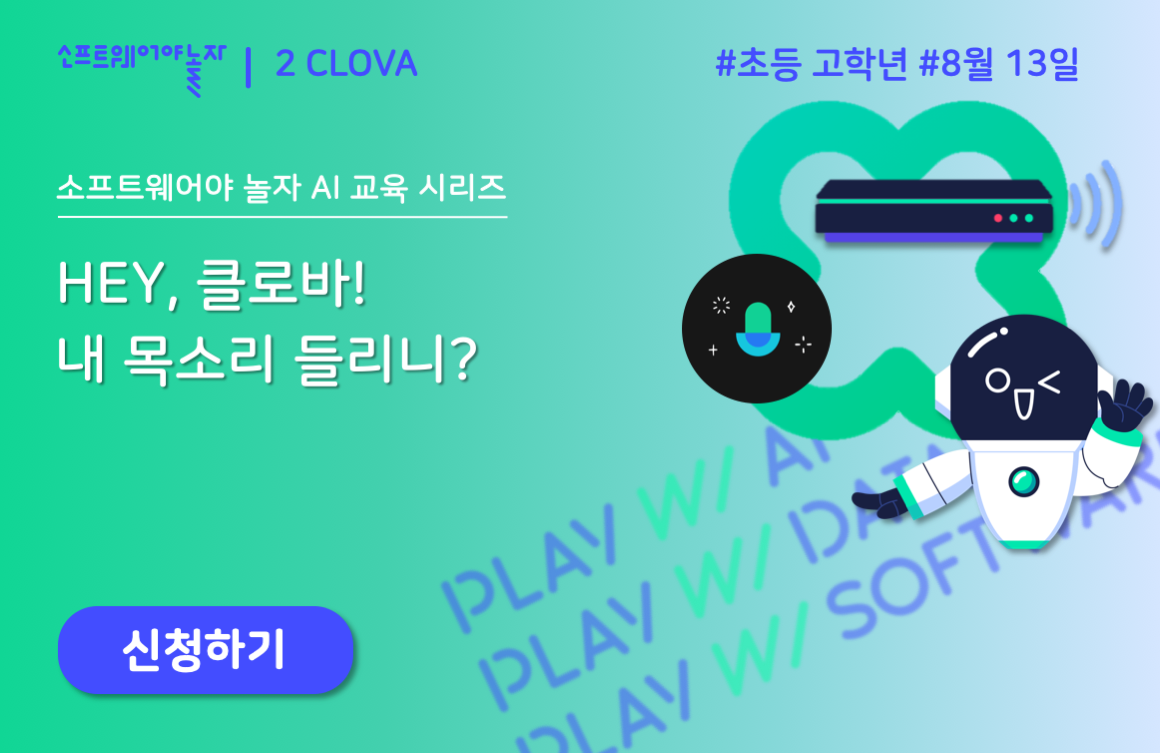 소프트웨어야놀자 | 2 CLOVA
#초등 고학년 #8월 13일
소프트웨어야 놀자 AI 교육 시리즈
HEY, 클로바!
내 목소리 들리니?
PLAY W/ AI
PLAY W/ DATA
PLAY W/ SOFTWARE
신청하기